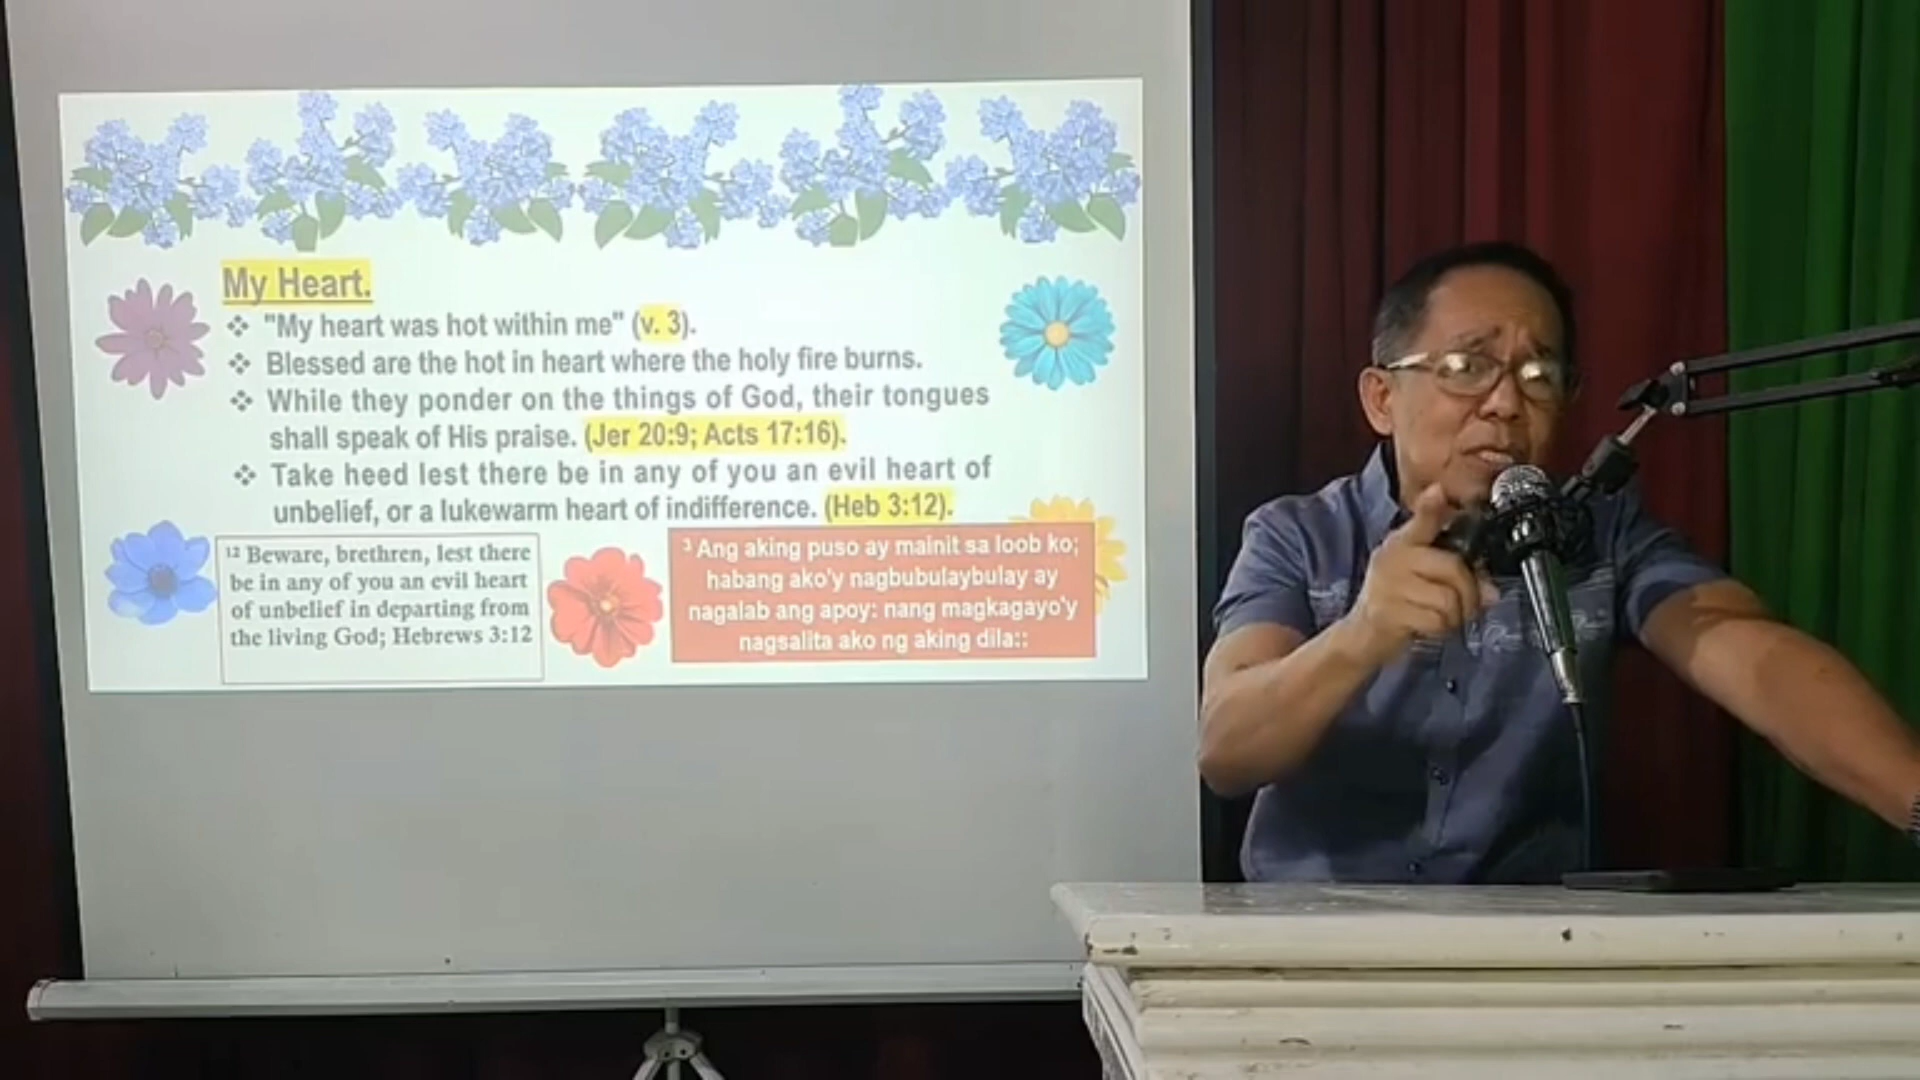 My Heart.
❖ "My heart was hot within me" (v. 3).
❖ Blessed are the hot in heart where the holy fire burns.
❖ While they ponder on the things of God, their tongues
shall speak of His praise. (Jer 20:9; Acts 17:16).
❖ Take heed lest there be in any of you an evil heart of
unbelief, or a lukewarm heart of indifference. (Heb 3:12).
12 Beware, brethren, lest there
be in any of you an evil heart
of unbelief in departing from
the living God; Hebrews 3:12
3 Ang aking puso ay mainit sa loob ko;
habang ako'y nagbubulaybulay ay
nagalab ang apoy: nang magkagayo'y
nagsalita ako ng aking dila::